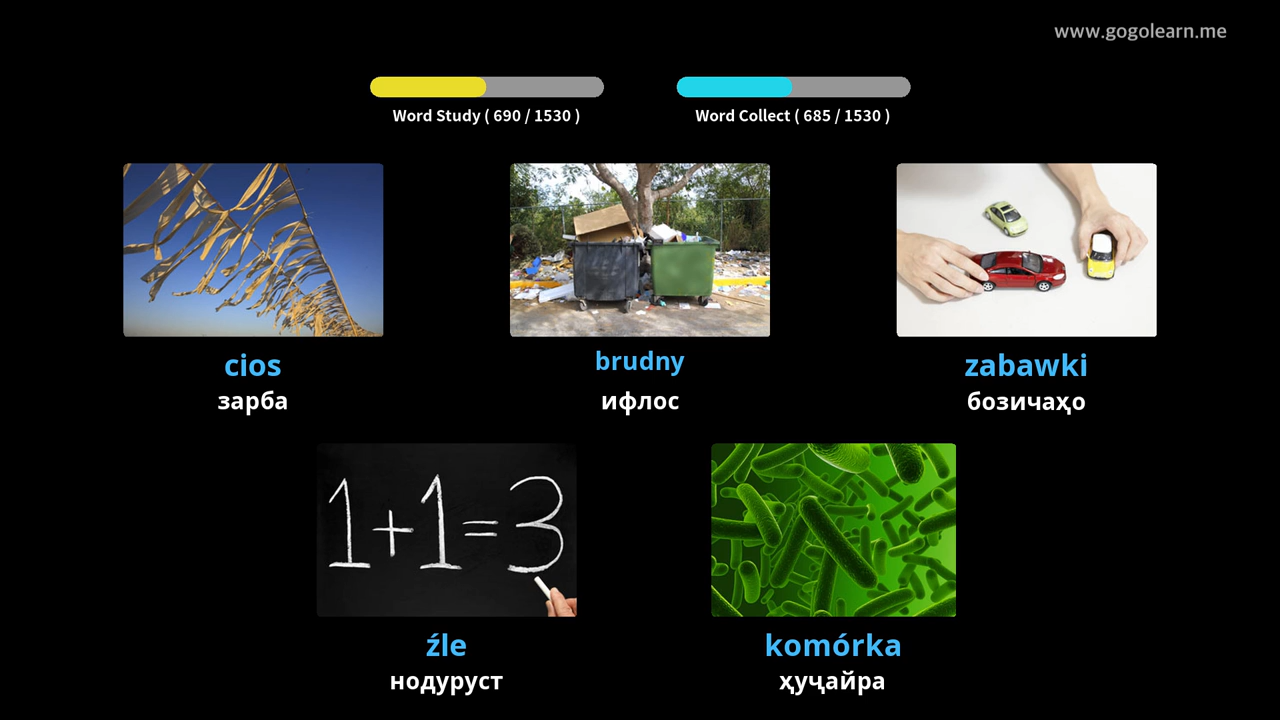 www.gogolearn.me
Word Study ( 690 / 1530 )
Word Collect ( 685 / 1530 )
cios
зарба
brudny
ифлос
zabawki
бозичаҳо
1+1=3
źle
нодуруст
komórka
ҳуҷайра